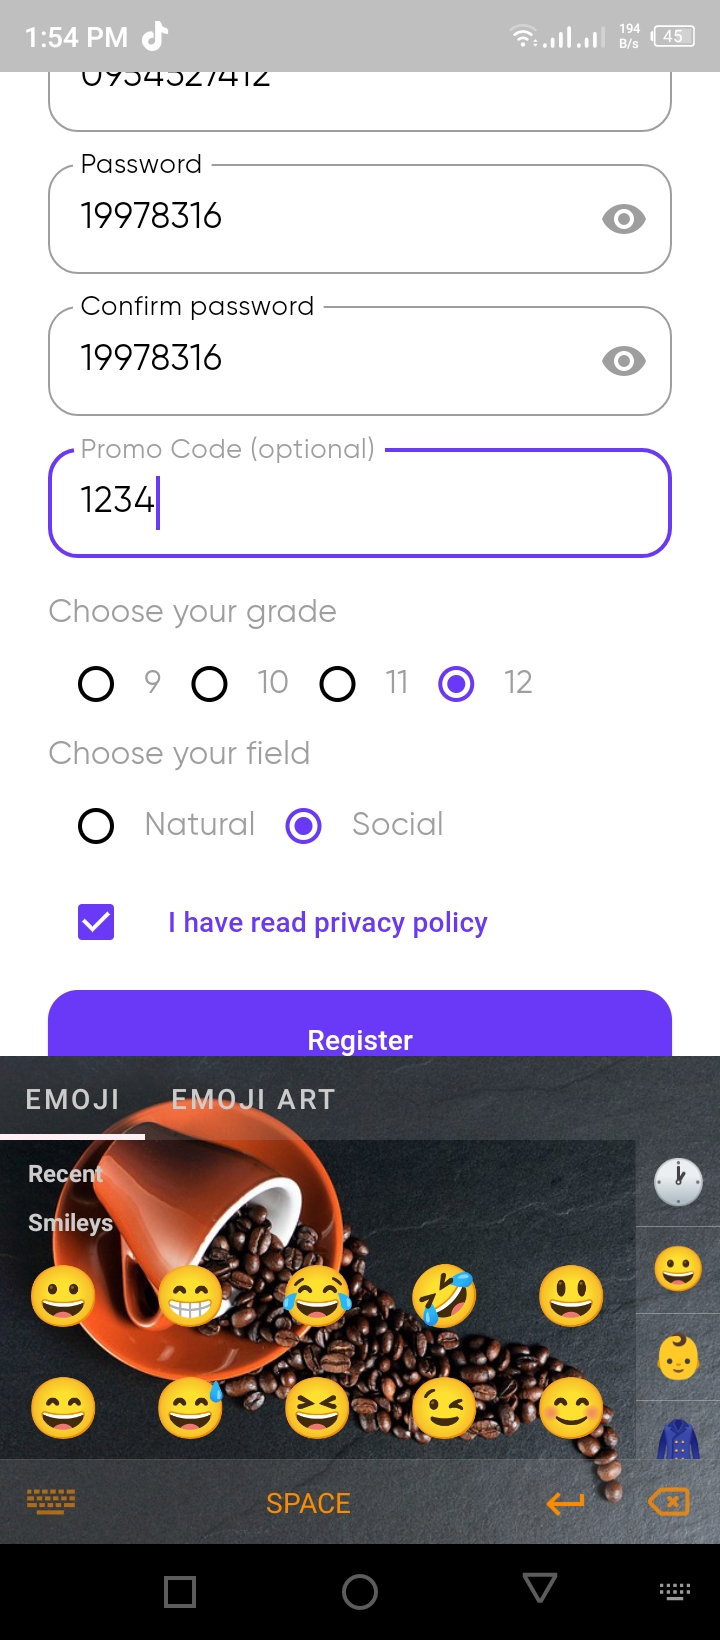 1:54 PM
194
B/s
45
0954527412
Password
19978316
Confirm password
19978316
Promo Code (optional)
1234
Choose your grade
9 10 11 12
Choose your field
Natural Social
I have read privacy policy
Register
EMOJI EMOJI ART
Recent
Smileys
SPACE